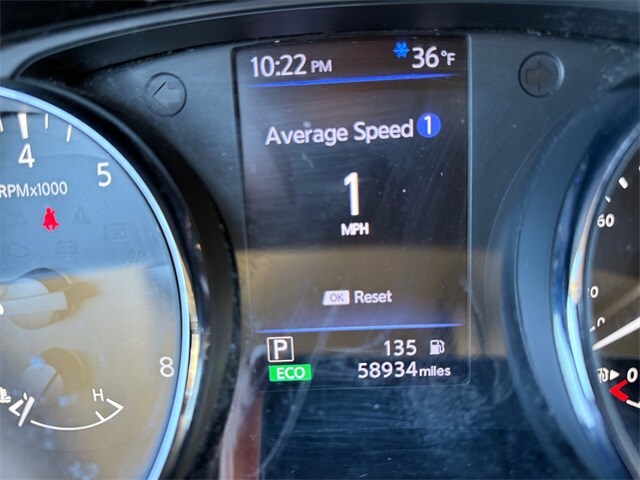 10:22 PM 36°F
Average Speed 1
4
5
RPMx1000
1
MPH
60
OK Reset
P 135
8
ECO 58934 miles
H
0